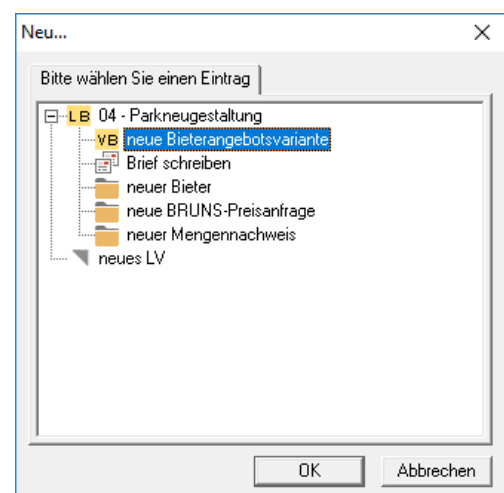 Neu...
Bitte wählen Sie einen Eintrag
LB 04 - Parkneugestaltung
VB neue Bieterangebotsvariante
Brief schreiben
neuer Bieter
neue BRUNS-Preisanfrage
neuer Mengennachweis
neues LV
OK Abbrechen